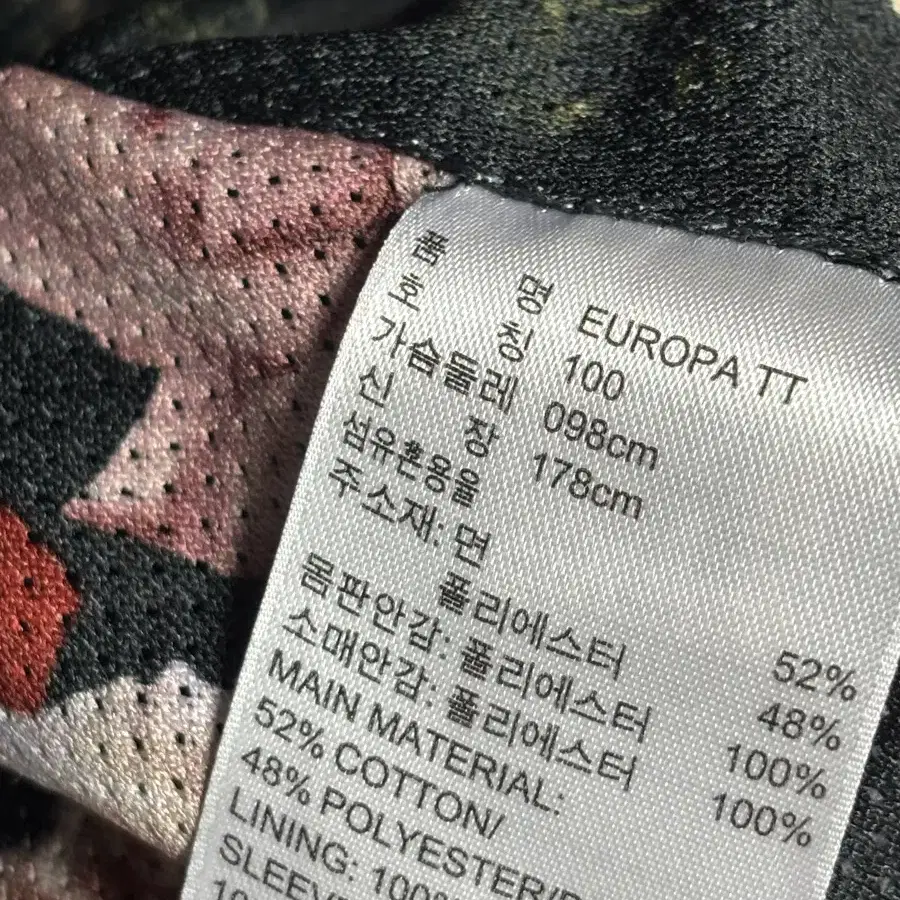 품 명 EUROPA TT
호 칭 100
가슴둘레 098cm
신 장 178cm
섬유혼용율
주소재: 면 52%
폴리에스터 48%
몸판안감: 폴리에스터 100%
소매안감: 폴리에스터 100%
MAIN MATERIAL:
52% COTTON/
48% POLYESTER/
LINING: 100%